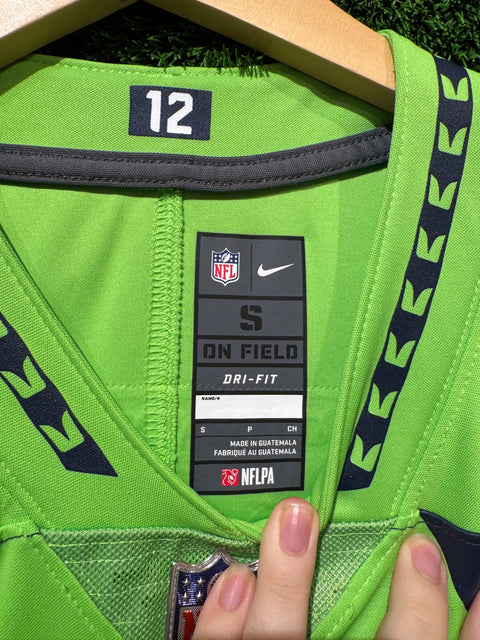 12
NFL
S
ON FIELD
DRI-FIT
NAME/#
S P CH
MADE IN GUATEMALA
FABRIQUÉ AU GUATEMALA
NFLPA